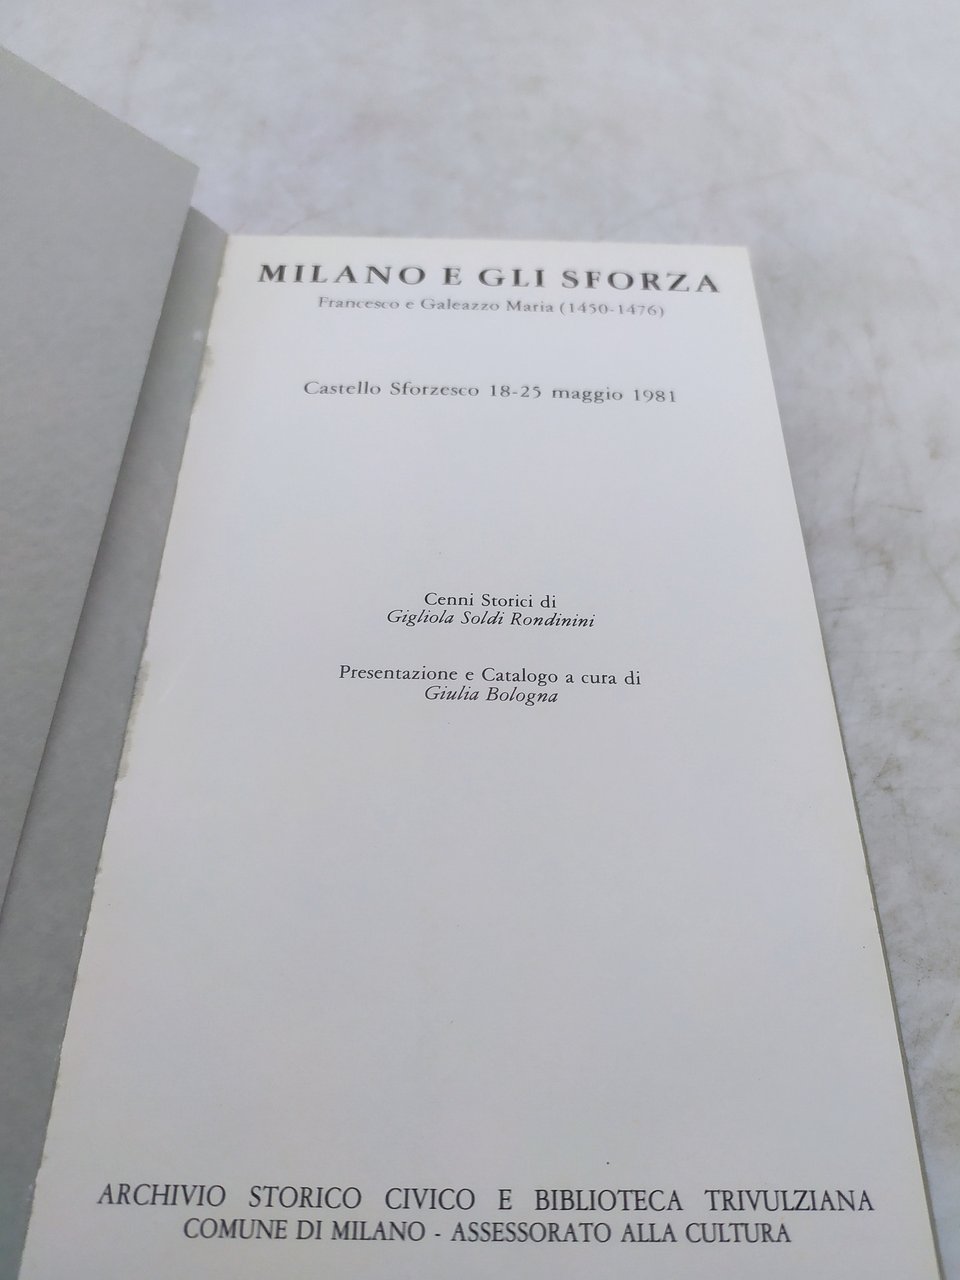 MILANO E GLI SFORZA
Francesco e Galeazzo Maria (1450-1476)
Castello Sforzesco 18-25 maggio 1981
Cenni Storici di
Gigliola Soldi Rondinini
Presentazione e Catalogo a cura di
Giulia Bologna
ARCHIVIO STORICO CIVICO E BIBLIOTECA TRIVULZIANA
COMUNE DI MILANO - ASSESSORATO ALLA CULTURA